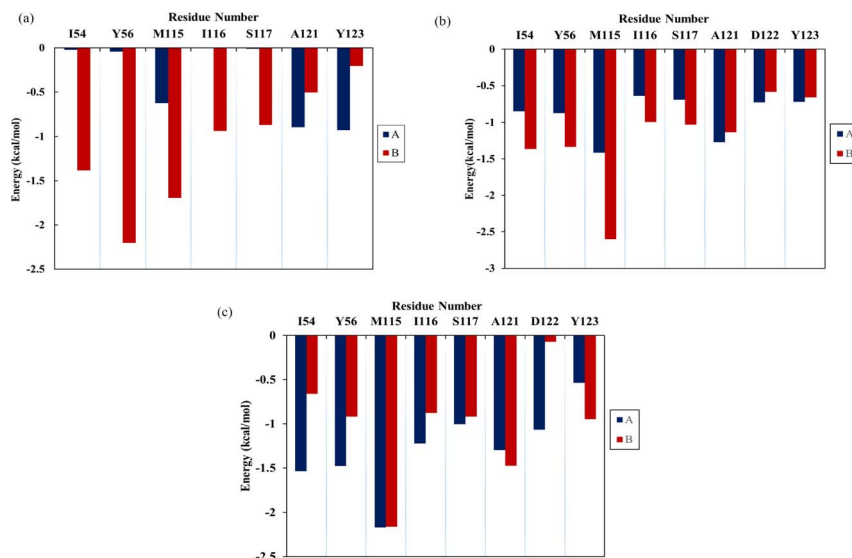 (a)
Residue Number
I54 Y56 M115 I116 S117 A121 Y123
0
-0.5
-1
-1.5
-2
-2.5
Energy (kcal/mol)
A
B
(b)
Residue Number
I54 Y56 M115 I116 S117 A121 D122 Y123
0
-0.5
-1
-1.5
-2
-2.5
-3
Energy(kcal/mol)
A
B
(c)
Residue Number
I54 Y56 M115 I116 S117 A121 D122 Y123
0
-0.5
-1
-1.5
-2
-2.5
Energy (kcal/mol)
A
B